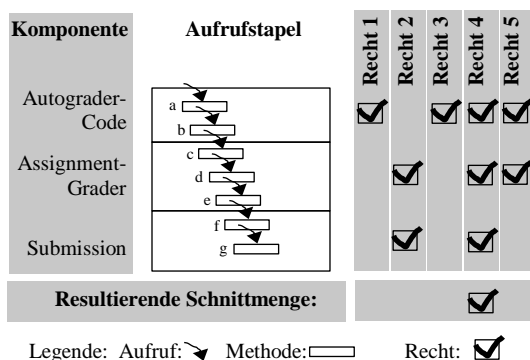 Komponente Aufrufstapel Recht 1 Recht 2 Recht 3 Recht 4 Recht 5
Autograder-
Code
a
b
Assignment-
Grader
c
d
e
Submission
f
g
Resultierende Schnittmenge:
Legende: Aufruf: Methode: Recht: